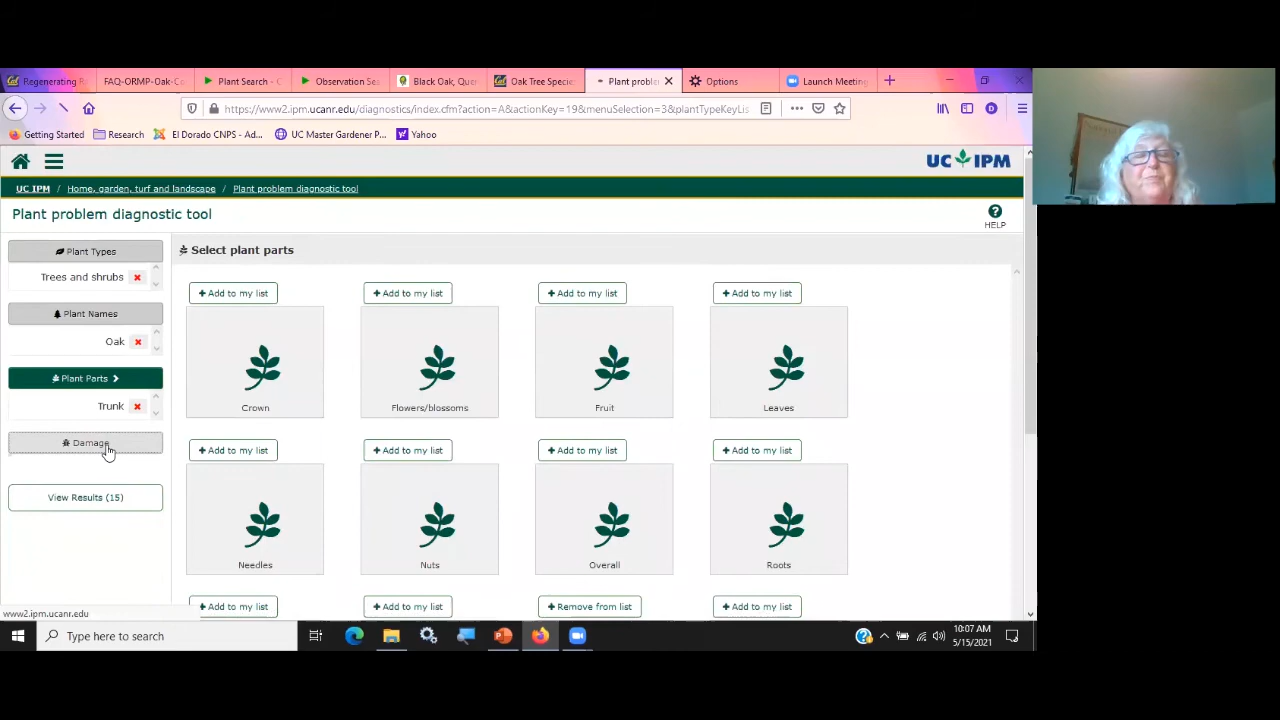 Regenerating
FAQ-ORMP-Oak-Co
Plant Search -
Observation Sea
Black Oak, Que
Oak Tree Specie
Plant proble
Options
Launch Meeting
https://www2.ipm.ucanr.edu/diagnostics/index.cfm?action=A&actionKey=19&menuSelection=3&plantTypeKeyLis
D
Getting Started
Research
El Dorado CNPS - Ad...
UC Master Gardener P...
Yahoo
UC IPM
UC IPM / Home, garden, turf and landscape / Plant problem diagnostic tool
Plant problem diagnostic tool
HELP
Plant Types
Trees and shrubs
Plant Names
Oak
Plant Parts
Trunk
Damage
View Results (15)
Select plant parts
+ Add to my list
+ Add to my list
+ Add to my list
+ Add to my list
Crown
Flowers/blossoms
Fruit
Leaves
+ Add to my list
+ Add to my list
+ Add to my list
+ Add to my list
Needles
Nuts
Overall
Roots
+ Add to my list
+ Add to my list
+ Remove from list
+ Add to my list
www2.ipm.ucanr.edu
Type here to search
10:07 AM
5/15/2021